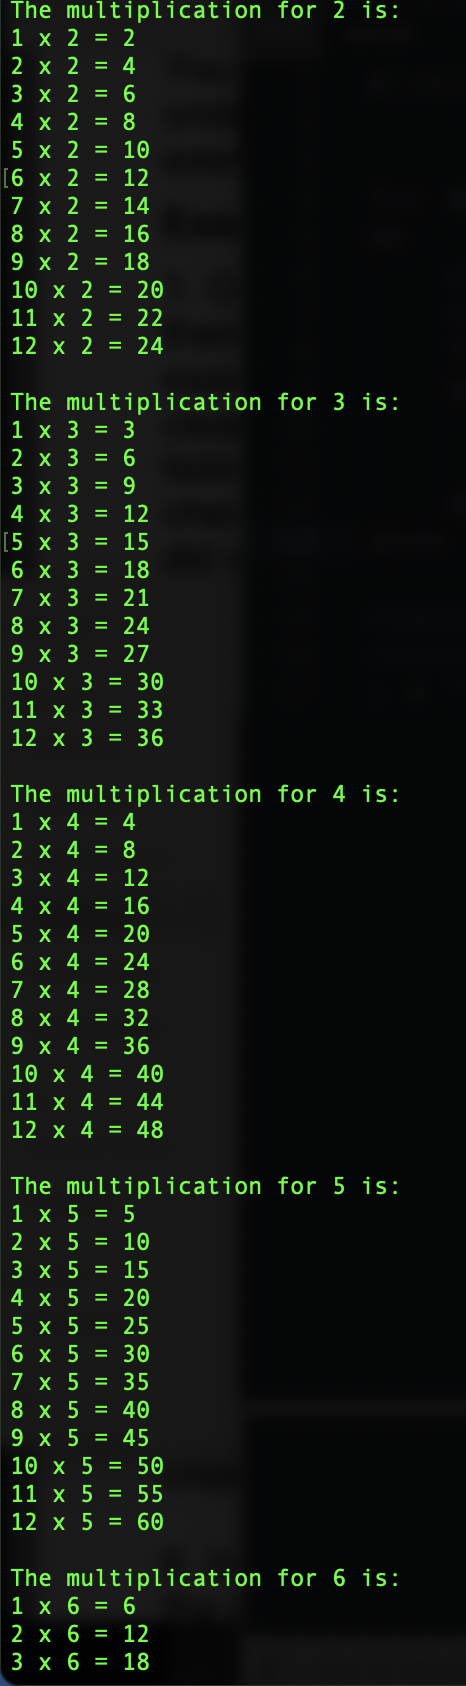 The multiplication for 2 is:
1 x 2 = 2
2 x 2 = 4
3 x 2 = 6
4 x 2 = 8
5 x 2 = 10
[6 x 2 = 12
7 x 2 = 14
8 x 2 = 16
9 x 2 = 18
10 x 2 = 20
11 x 2 = 22
12 x 2 = 24

The multiplication for 3 is:
1 x 3 = 3
2 x 3 = 6
3 x 3 = 9
4 x 3 = 12
[5 x 3 = 15
6 x 3 = 18
7 x 3 = 21
8 x 3 = 24
9 x 3 = 27
10 x 3 = 30
11 x 3 = 33
12 x 3 = 36

The multiplication for 4 is:
1 x 4 = 4
2 x 4 = 8
3 x 4 = 12
4 x 4 = 16
5 x 4 = 20
6 x 4 = 24
7 x 4 = 28
8 x 4 = 32
9 x 4 = 36
10 x 4 = 40
11 x 4 = 44
12 x 4 = 48

The multiplication for 5 is:
1 x 5 = 5
2 x 5 = 10
3 x 5 = 15
4 x 5 = 20
5 x 5 = 25
6 x 5 = 30
7 x 5 = 35
8 x 5 = 40
9 x 5 = 45
10 x 5 = 50
11 x 5 = 55
12 x 5 = 60

The multiplication for 6 is:
1 x 6 = 6
2 x 6 = 12
3 x 6 = 18